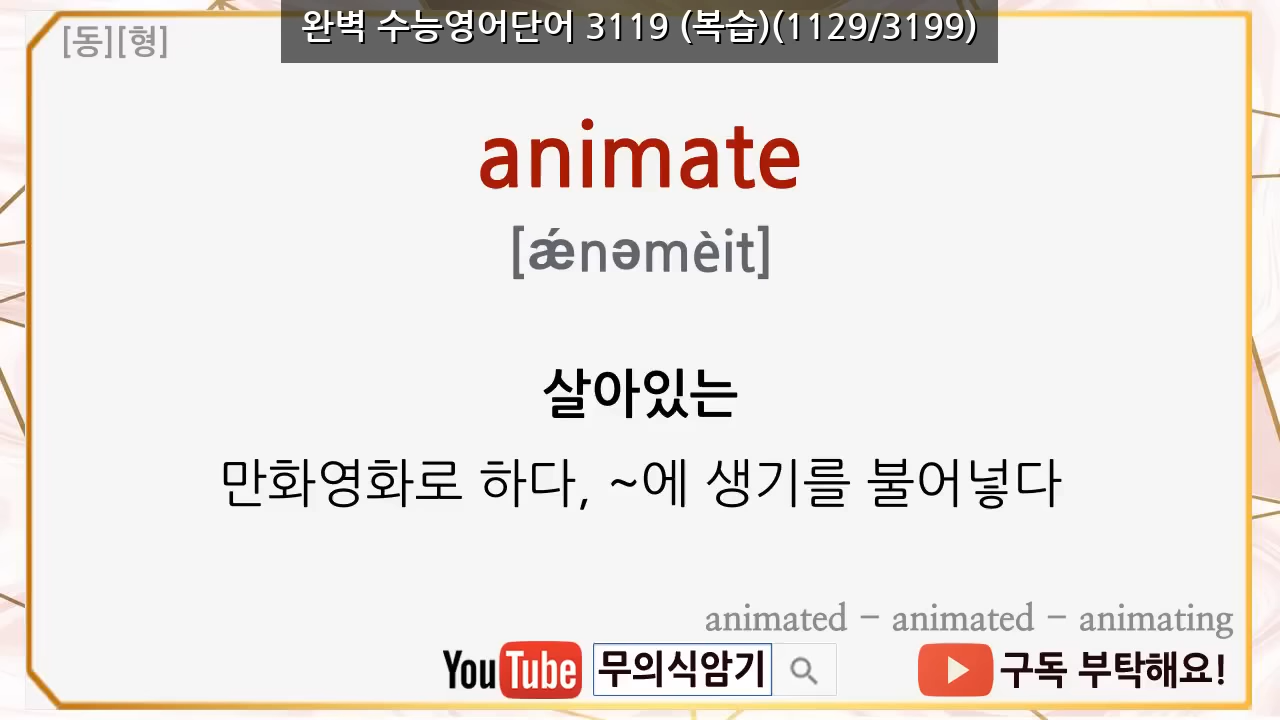 완벽 수능영어단어 3119 (복습)(1129/3199)
[동][형]
animate
[ǽnəmèit]
살아있는
만화영화로 하다, ~에 생기를 불어넣다
animated - animated - animating
YouTube 무의식암기 구독 부탁해요!